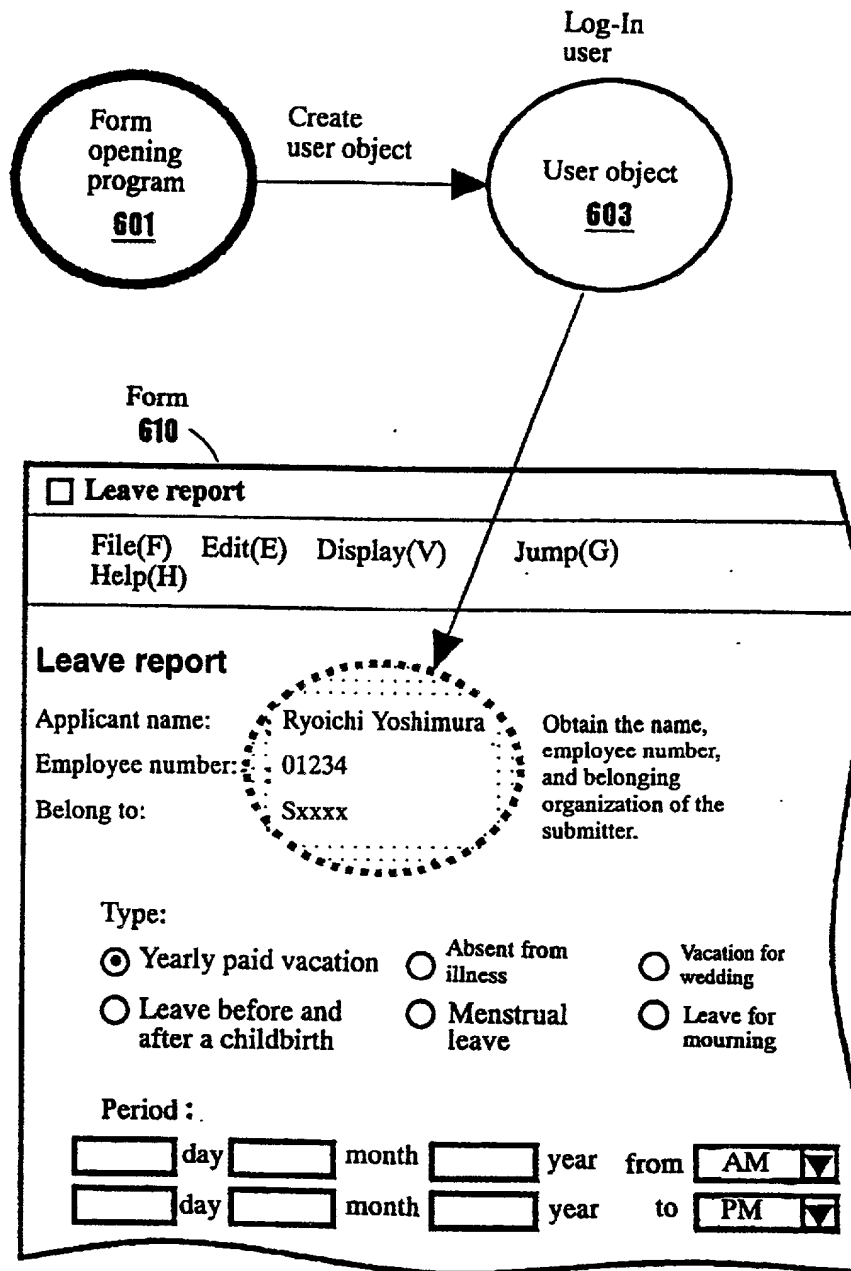 Log-In
user
Form
opening
program
601
Create
user object
User object
603
Form
610
Leave report
File(F) Edit(E) Display(V) Jump(G)
Help(H)
Leave report
Applicant name: Ryoichi Yoshimura
Employee number: 01234
Belong to: Sxxxx
Obtain the name,
employee number,
and belonging
organization of the
submitter.
Type:
Yearly paid vacation
Absent from
illness
Vacation for
wedding
Leave before and
after a childbirth
Menstrual
leave
Leave for
mourning
Period :
day month year from AM
day month year to PM